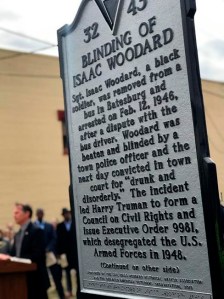 32 43
BLINDING OF
ISAAC WOODARD
Sgt. Isaac Woodard, a black
soldier, was removed from a
bus in Batesburg and
arrested on Feb. 12, 1946,
after a dispute with the
bus driver. Woodard was
beaten and blinded by a
town police officer and the
next day convicted in town
court for "drunk and
disorderly." The incident
led Harry Truman to form a
Council on Civil Rights and
issue Executive Order 9981,
which desegregated the U.S.
Armed Forces in 1948.
(Continued on other side)